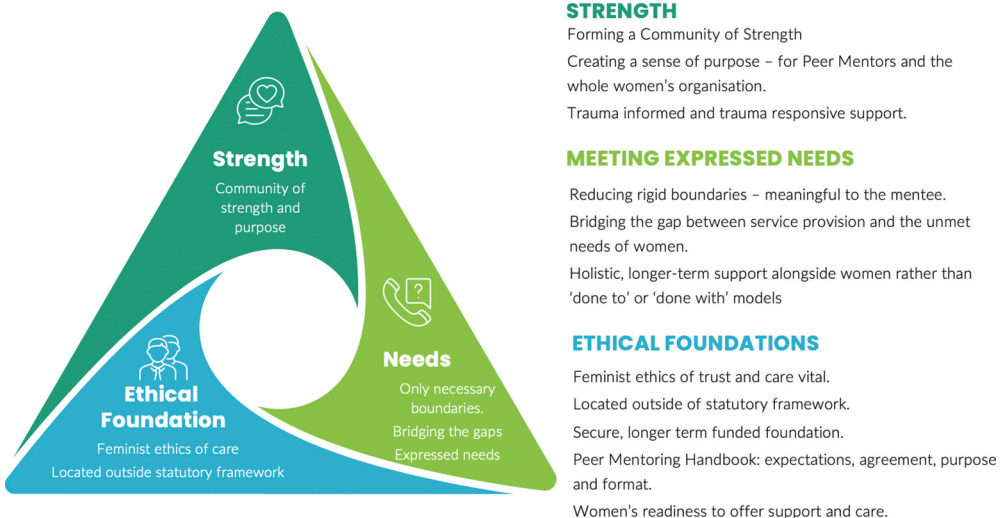 Strength
Community of
strength and
purpose
Needs
Only necessary
boundaries.
Bridging the gaps
Expressed needs
Ethical
Foundation
Feminist ethics of care
Located outside statutory framework
STRENGTH
Forming a Community of Strength
Creating a sense of purpose – for Peer Mentors and the
whole women's organisation.
Trauma informed and trauma responsive support.
MEETING EXPRESSED NEEDS
Reducing rigid boundaries – meaningful to the mentee.
Bridging the gap between service provision and the unmet
needs of women.
Holistic, longer-term support alongside women rather than
‘done to’ or ‘done with’ models
ETHICAL FOUNDATIONS
Feminist ethics of trust and care vital.
Located outside of statutory framework.
Secure, longer term funded foundation.
Peer Mentoring Handbook: expectations, agreement, purpose
and format.
Women's readiness to offer support and care.
?